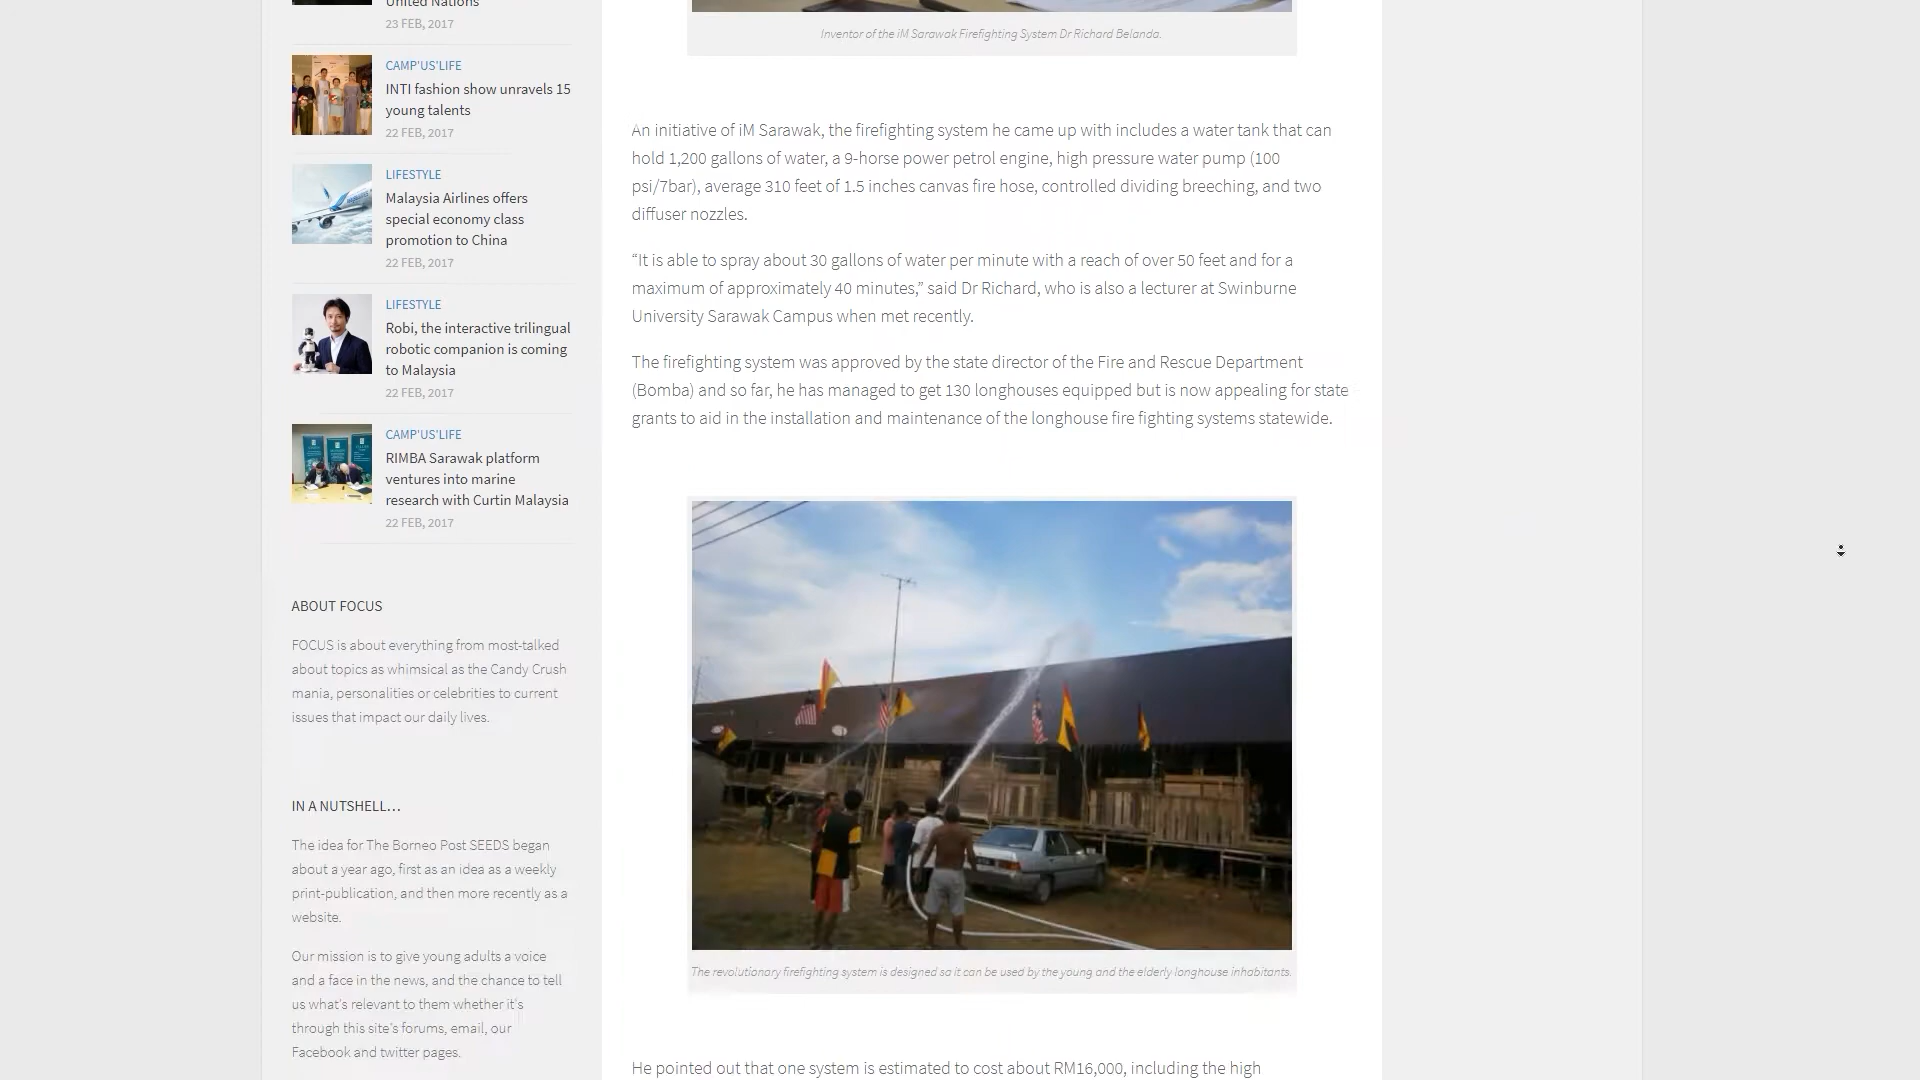 United Nations
23 FEB, 2017
CAMP'US'LIFE
INTI fashion show unravels 15
young talents
22 FEB, 2017
LIFESTYLE
Malaysia Airlines offers
special economy class
promotion to China
22 FEB, 2017
LIFESTYLE
Robi, the interactive trilingual
robotic companion is coming
to Malaysia
22 FEB, 2017
CAMP'US'LIFE
RIMBA Sarawak platform
ventures into marine
research with Curtin Malaysia
22 FEB, 2017
ABOUT FOCUS
FOCUS is about everything from most-talked
about topics as whimsical as the Candy Crush
mania, personalities or celebrities to current
issues that impact our daily lives.
IN A NUTSHELL…
The idea for The Borneo Post SEEDS began
about a year ago, first as an idea as a weekly
print-publication, and then more recently as a
website.
Our mission is to give young adults a voice
and a face in the news, and the chance to tell
us what's relevant to them whether it's
through this site's forums, email, our
Facebook and twitter pages.
Inventor of the iM Sarawak Firefighting System Dr Richard Belanda.
An initiative of iM Sarawak, the firefighting system he came up with includes a water tank that can
hold 1,200 gallons of water, a 9-horse power petrol engine, high pressure water pump (100
psi/7bar), average 310 feet of 1.5 inches canvas fire hose, controlled dividing breeching, and two
diffuser nozzles.
“It is able to spray about 30 gallons of water per minute with a reach of over 50 feet and for a
maximum of approximately 40 minutes,” said Dr Richard, who is also a lecturer at Swinburne
University Sarawak Campus when met recently.
The firefighting system was approved by the state director of the Fire and Rescue Department
(Bomba) and so far, he has managed to get 130 longhouses equipped but is now appealing for state
grants to aid in the installation and maintenance of the longhouse fire fighting systems statewide.
The revolutionary firefighting system is designed so it can be used by the young and the elderly longhouse inhabitants.
He pointed out that one system is estimated to cost about RM16,000, including the high